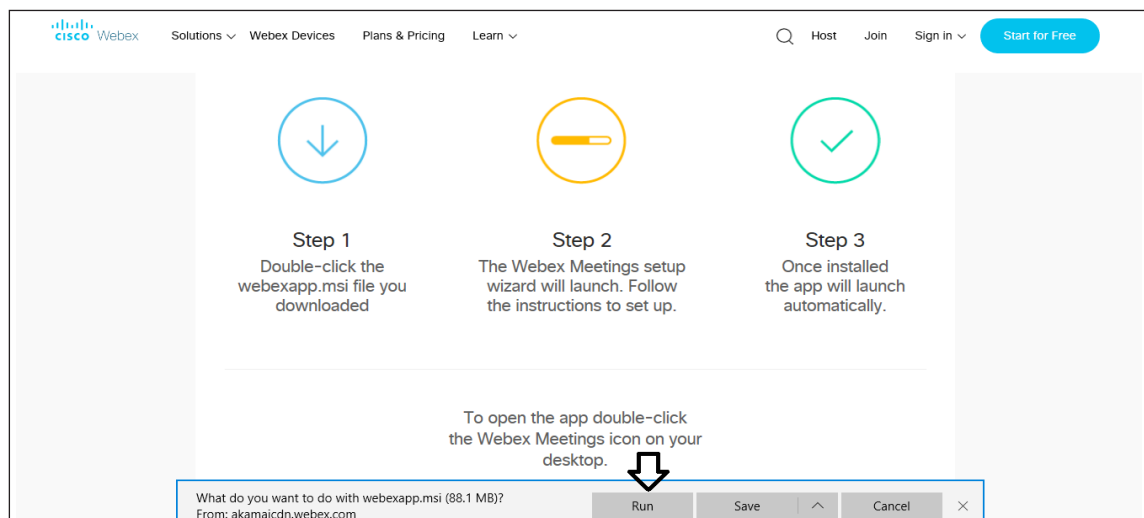 CISCO Webex Solutions Webex Devices Plans & Pricing Learn Host Join Sign in Start for Free
Step 1
Double-click the
webexapp.msi file you
downloaded
Step 2
The Webex Meetings setup
wizard will launch. Follow
the instructions to set up.
Step 3
Once installed
the app will launch
automatically.
To open the app double-click
the Webex Meetings icon on your
desktop.
What do you want to do with webexapp.msi (88.1 MB)?
From: akamaicdn.webex.com
Run Save Cancel